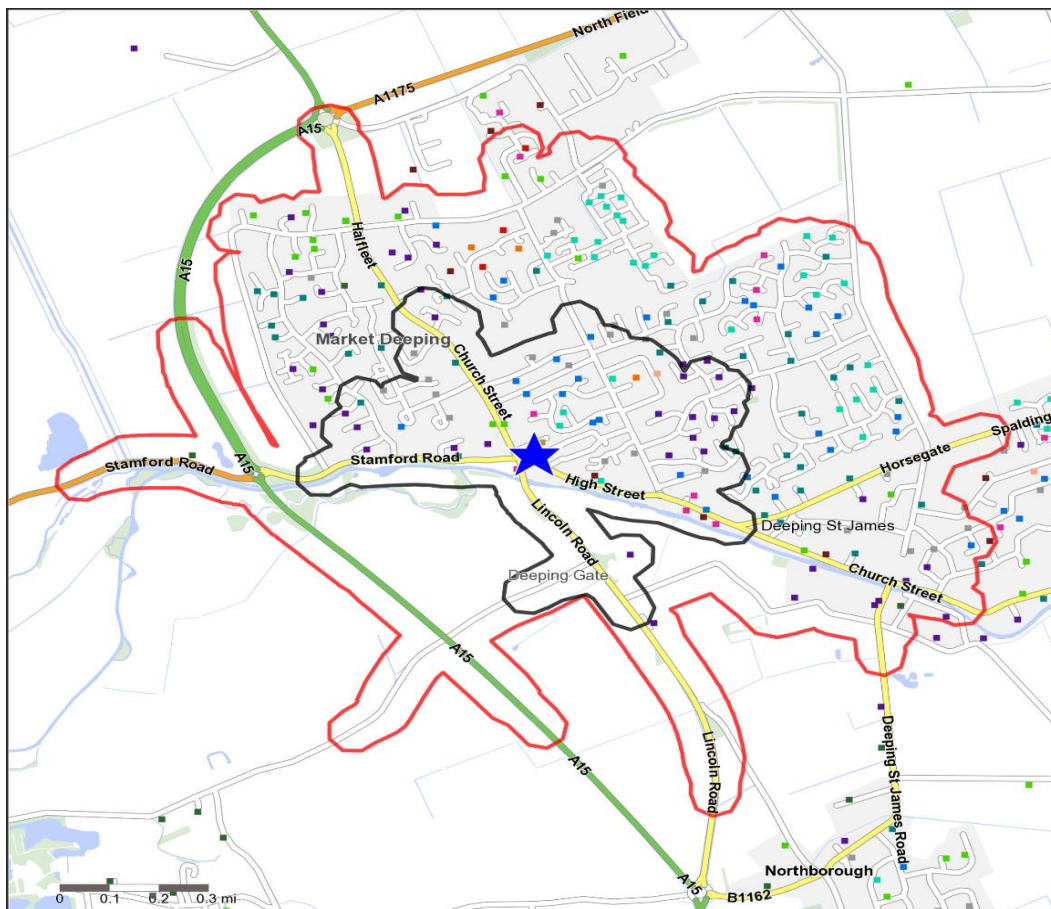 North Field
A1175
A15
A15
Halfleet
Market Deeping
Church Street
Stamford Road
Stamford Road
A15
High Street
Horsegate
Spalding
Deeping St James
Lincoln Road
Deeping Gate
Church Street
A15
Lincoln Road
Deeping St James Road
A15
Northborough
A15
B1162
0 0.1 0.2 0.3 mi